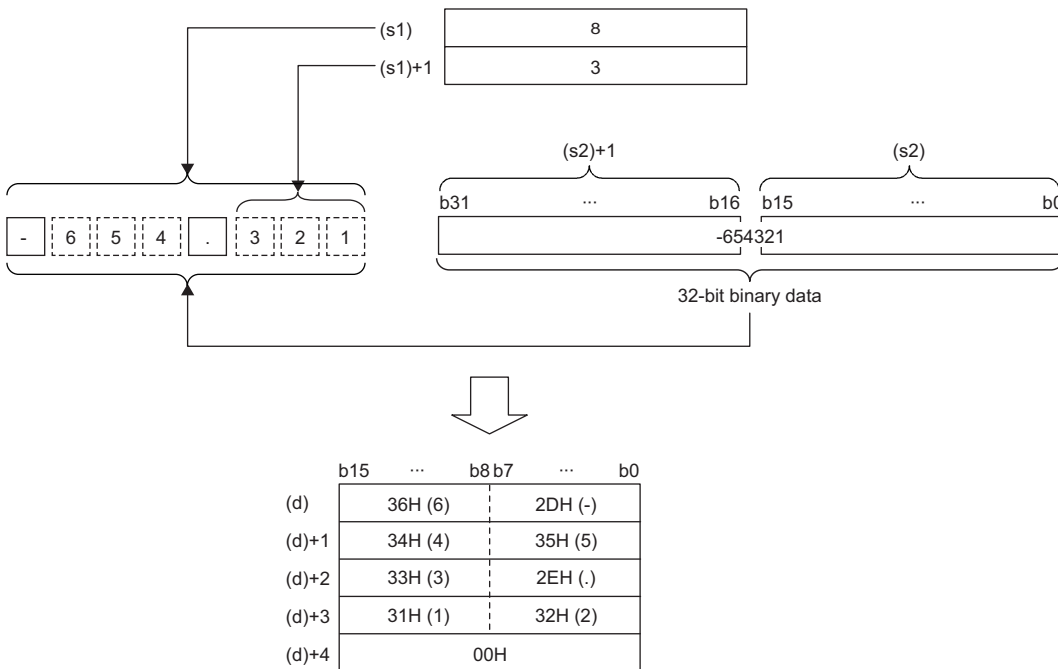 (s1) 8
(s1)+1 3
(s2)+1 (s2)
b31 ... b16 b15 ... b0
- 6 5 4 . 3 2 1
-654321
32-bit binary data
b15 ... b8 b7 ... b0
(d) 36H (6) 2DH (-)
(d)+1 34H (4) 35H (5)
(d)+2 33H (3) 2EH (.)
(d)+3 31H (1) 32H (2)
(d)+4 00H